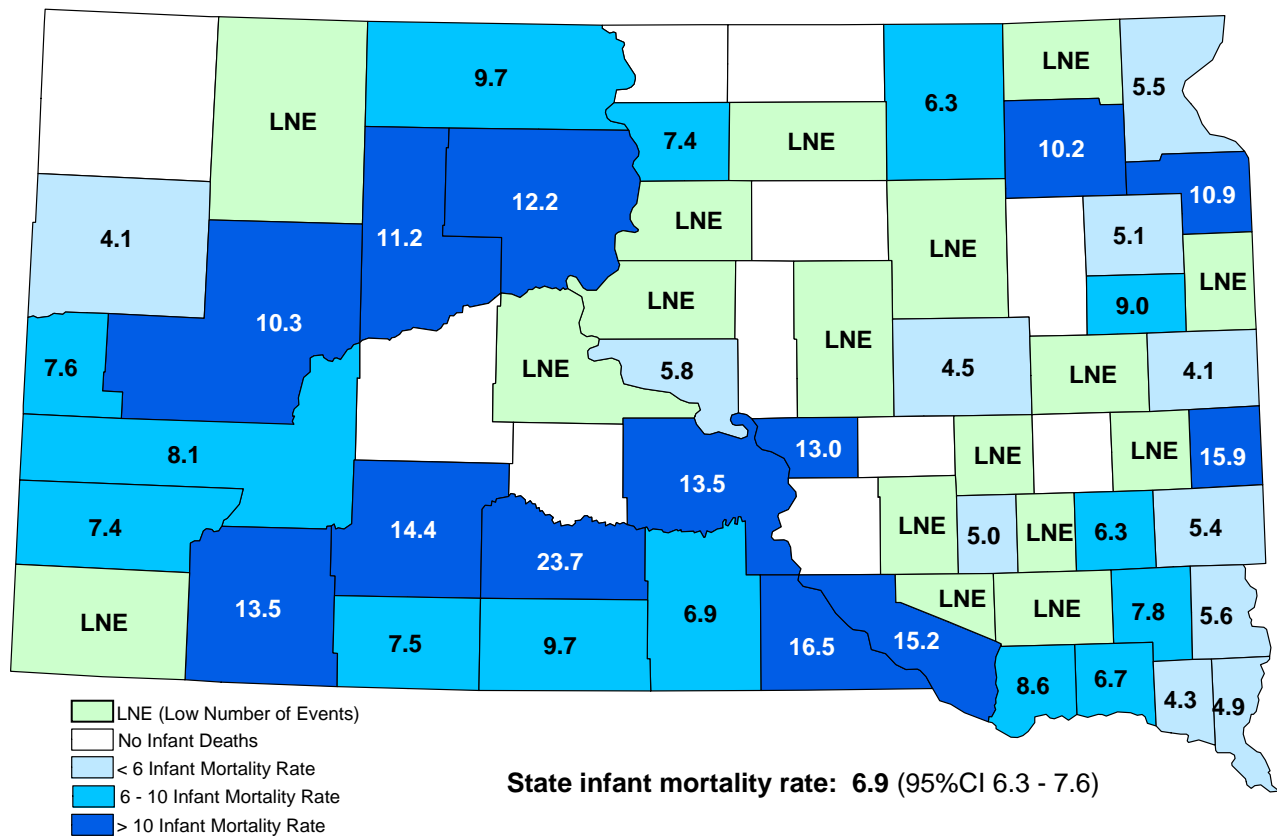 9.7
LNE
5.5
LNE
6.3
7.4
LNE
10.2
12.2
10.9
LNE
4.1
11.2
LNE
5.1
LNE
LNE
10.3
9.0
7.6
LNE
5.8
4.5
LNE
4.1
13.0
LNE
LNE
15.9
8.1
13.5
7.4
14.4
LNE
5.0
LNE
6.3
5.4
23.7
LNE
13.5
7.5
9.7
6.9
16.5
15.2
LNE
LNE
7.8
5.6
8.6
6.7
4.3
4.9
LNE (Low Number of Events)
No Infant Deaths
< 6 Infant Mortality Rate
6 - 10 Infant Mortality Rate
> 10 Infant Mortality Rate
State infant mortality rate: 6.9 (95%CI 6.3 - 7.6)